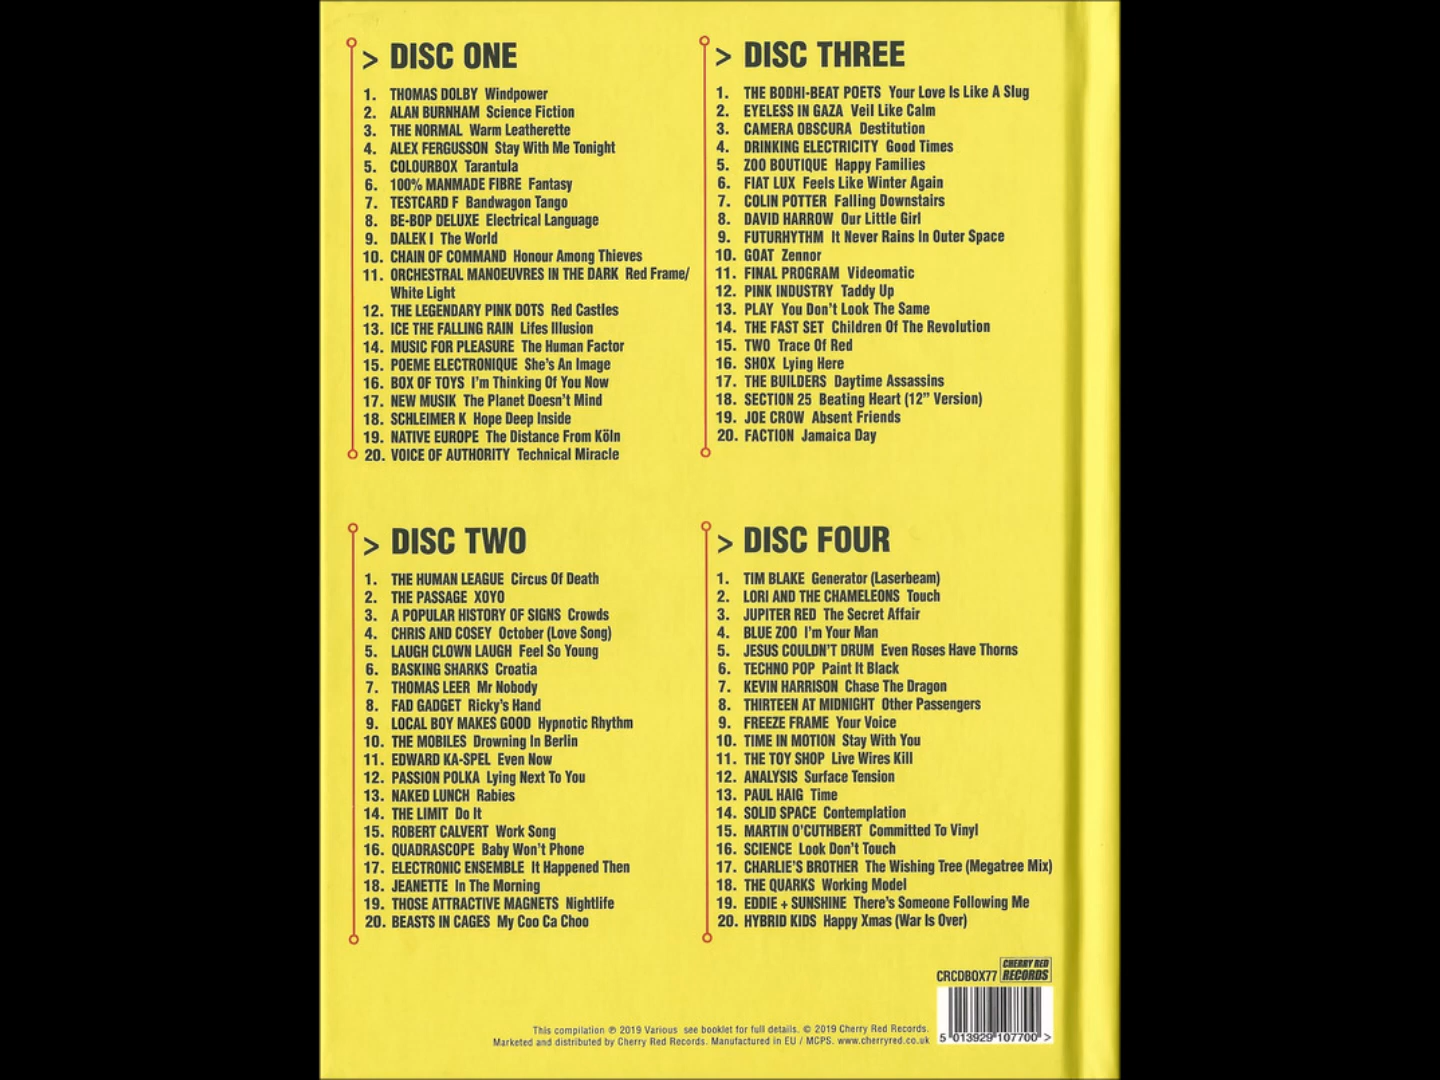 > DISC ONE
1. THOMAS DOLBY Windpower
2. ALAN BURNHAM Science Fiction
3. THE NORMAL Warm Leatherette
4. ALEX FERGUSSON Stay With Me Tonight
5. COLOURBOX Tarantula
6. 100% MANMADE FIBRE Fantasy
7. TESTCARD F Bandwagon Tango
8. BE-BOP DELUXE Electrical Language
9. DALEK I The World
10. CHAIN OF COMMAND Honour Among Thieves
11. ORCHESTRAL MANOEUVRES IN THE DARK Red Frame/
White Light
12. THE LEGENDARY PINK DOTS Red Castles
13. ICE THE FALLING RAIN Lifes Illusion
14. MUSIC FOR PLEASURE The Human Factor
15. POEME ELECTRONIQUE She's An Image
16. BOX OF TOYS I'm Thinking Of You Now
17. NEW MUSIK The Planet Doesn't Mind
18. SCHLEIMER K Hope Deep Inside
19. NATIVE EUROPE The Distance From Köln
20. VOICE OF AUTHORITY Technical Miracle
> DISC TWO
1. THE HUMAN LEAGUE Circus Of Death
2. THE PASSAGE XOYO
3. A POPULAR HISTORY OF SIGNS Crowds
4. CHRIS AND COSEY October (Love Song)
5. LAUGH CLOWN LAUGH Feel So Young
6. BASKING SHARKS Croatia
7. THOMAS LEER Mr Nobody
8. FAD GADGET Ricky's Hand
9. LOCAL BOY MAKES GOOD Hypnotic Rhythm
10. THE MOBILES Drowning In Berlin
11. EDWARD KA-SPEL Even Now
12. PASSION POLKA Lying Next To You
13. NAKED LUNCH Rabies
14. THE LIMIT Do It
15. ROBERT CALVERT Work Song
16. QUADRASCOPE Baby Won't Phone
17. ELECTRONIC ENSEMBLE It Happened Then
18. JEANETTE In The Morning
19. THOSE ATTRACTIVE MAGNETS Nightlife
20. BEASTS IN CAGES My Coo Ca Choo
> DISC THREE
1. THE BODHI-BEAT POETS Your Love Is Like A Slug
2. EYELESS IN GAZA Veil Like Calm
3. CAMERA OBSCURA Destitution
4. DRINKING ELECTRICITY Good Times
5. ZOO BOUTIQUE Happy Families
6. FIAT LUX Feels Like Winter Again
7. COLIN POTTER Falling Downstairs
8. DAVID HARROW Our Little Girl
9. FUTURHYTHM It Never Rains In Outer Space
10. GOAT Zennor
11. FINAL PROGRAM Videomatic
12. PINK INDUSTRY Taddy Up
13. PLAY You Don't Look The Same
14. THE FAST SET Children Of The Revolution
15. TWO Trace Of Red
16. SHOX Lying Here
17. THE BUILDERS Daytime Assassins
18. SECTION 25 Beating Heart (12" Version)
19. JOE CROW Absent Friends
20. FACTION Jamaica Day
> DISC FOUR
1. TIM BLAKE Generator (Laserbeam)
2. LORI AND THE CHAMELEONS Touch
3. JUPITER RED The Secret Affair
4. BLUE ZOO I'm Your Man
5. JESUS COULDN'T DRUM Even Roses Have Thorns
6. TECHNO POP Paint It Black
7. KEVIN HARRISON Chase The Dragon
8. THIRTEEN AT MIDNIGHT Other Passengers
9. FREEZE FRAME Your Voice
10. TIME IN MOTION Stay With You
11. THE TOY SHOP Live Wires Kill
12. ANALYSIS Surface Tension
13. PAUL HAIG Time
14. SOLID SPACE Contemplation
15. MARTIN O'CUTHBERT Committed To Vinyl
16. SCIENCE Look Don't Touch
17. CHARLIE'S BROTHER The Wishing Tree (Megatree Mix)
18. THE QUARKS Working Model
19. EDDIE + SUNSHINE There's Someone Following Me
20. HYBRID KIDS Happy Xmas (War Is Over)
CHERRY RED
CRCDBOX77 RECORDS
This compilation ℗ 2019 Various see booklet for full details. © 2019 Cherry Red Records.
Marketed and distributed by Cherry Red Records. Manufactured in EU / MCPS. www.cherryred.co.uk
5 013929 107700 >